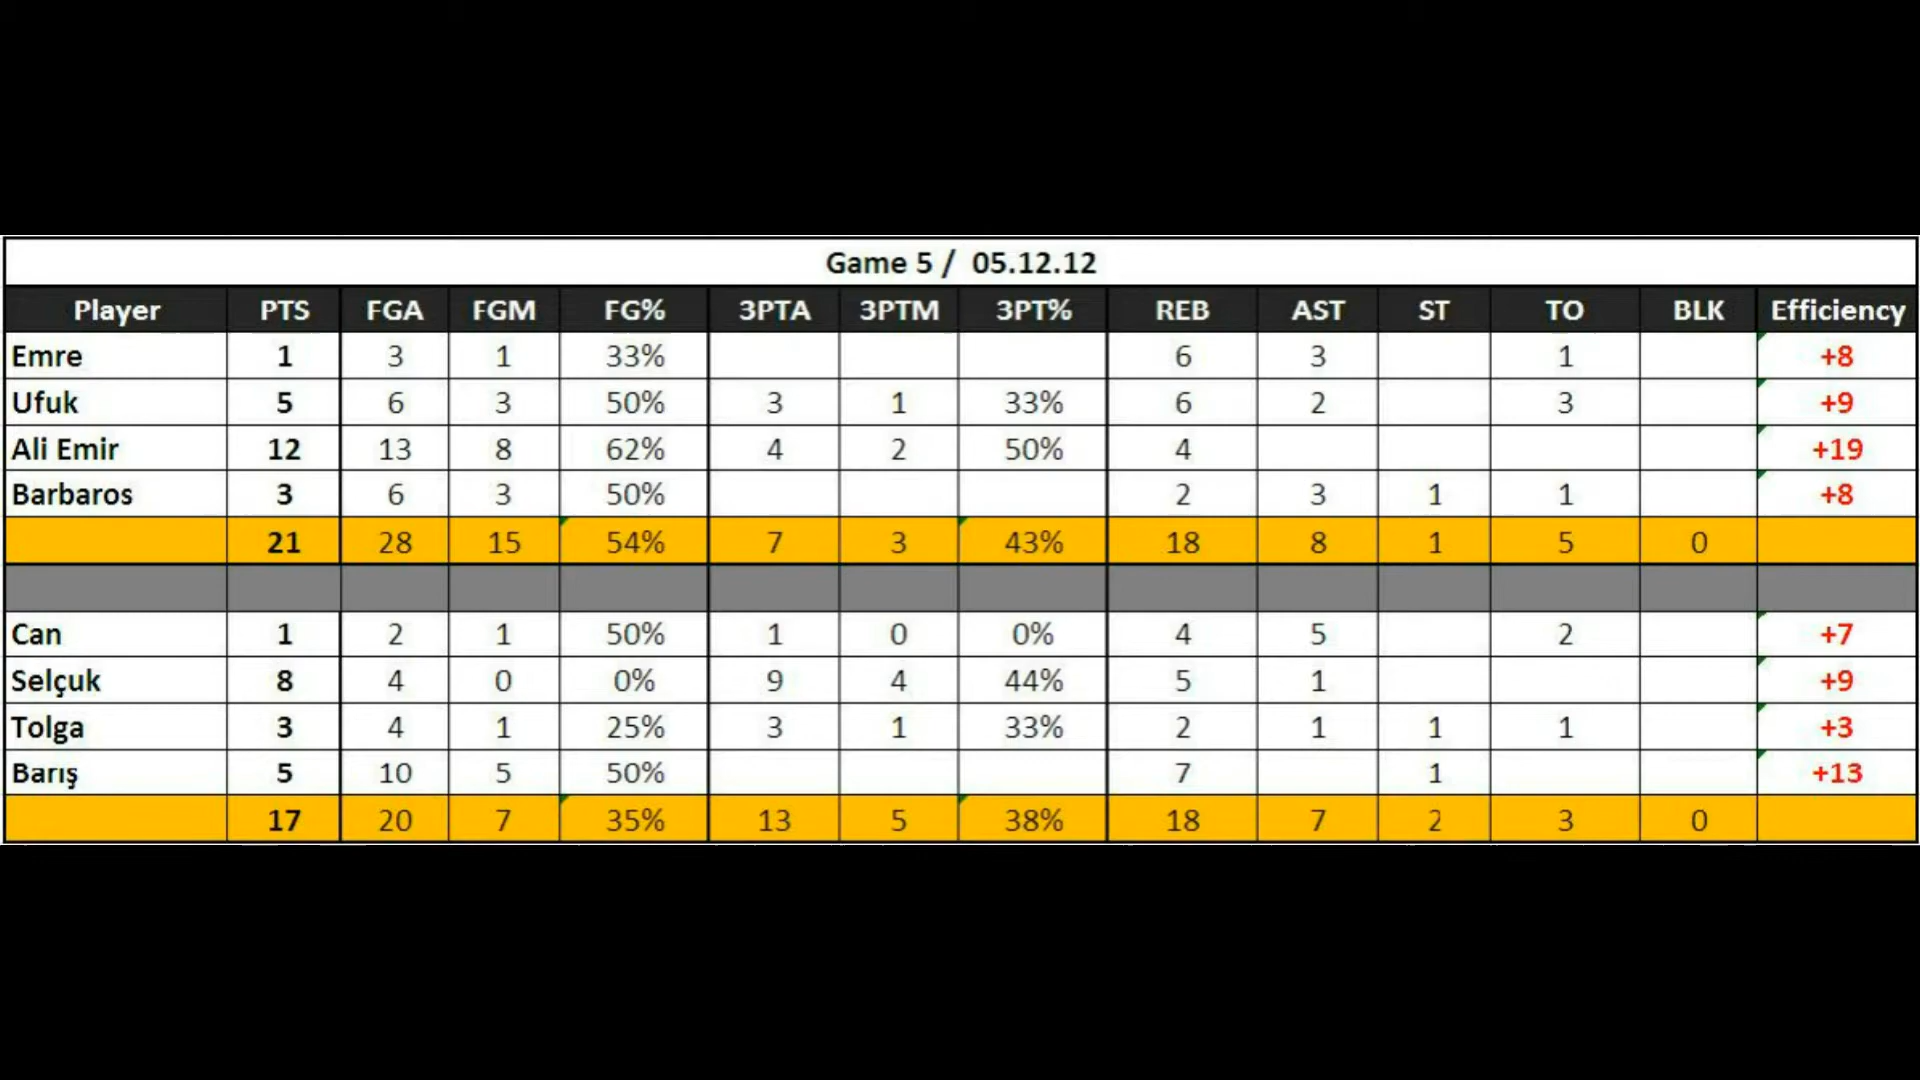 Game 5 /  05.12.12
Player PTS FGA FGM FG% 3PTA 3PTM 3PT% REB AST ST TO BLK Efficiency
Emre 1 3 1 33% 6 3 1 +8
Ufuk 5 6 3 50% 3 1 33% 6 2 3 +9
Ali Emir 12 13 8 62% 4 2 50% 4 +19
Barbaros 3 6 3 50% 2 3 1 1 +8
21 28 15 54% 7 3 43% 18 8 1 5 0
Can 1 2 1 50% 1 0 0% 4 5 2 +7
Selçuk 8 4 0 0% 9 4 44% 5 1 +9
Tolga 3 4 1 25% 3 1 33% 2 1 1 1 +3
Barış 5 10 5 50% 7 1 +13
17 20 7 35% 13 5 38% 18 7 2 3 0